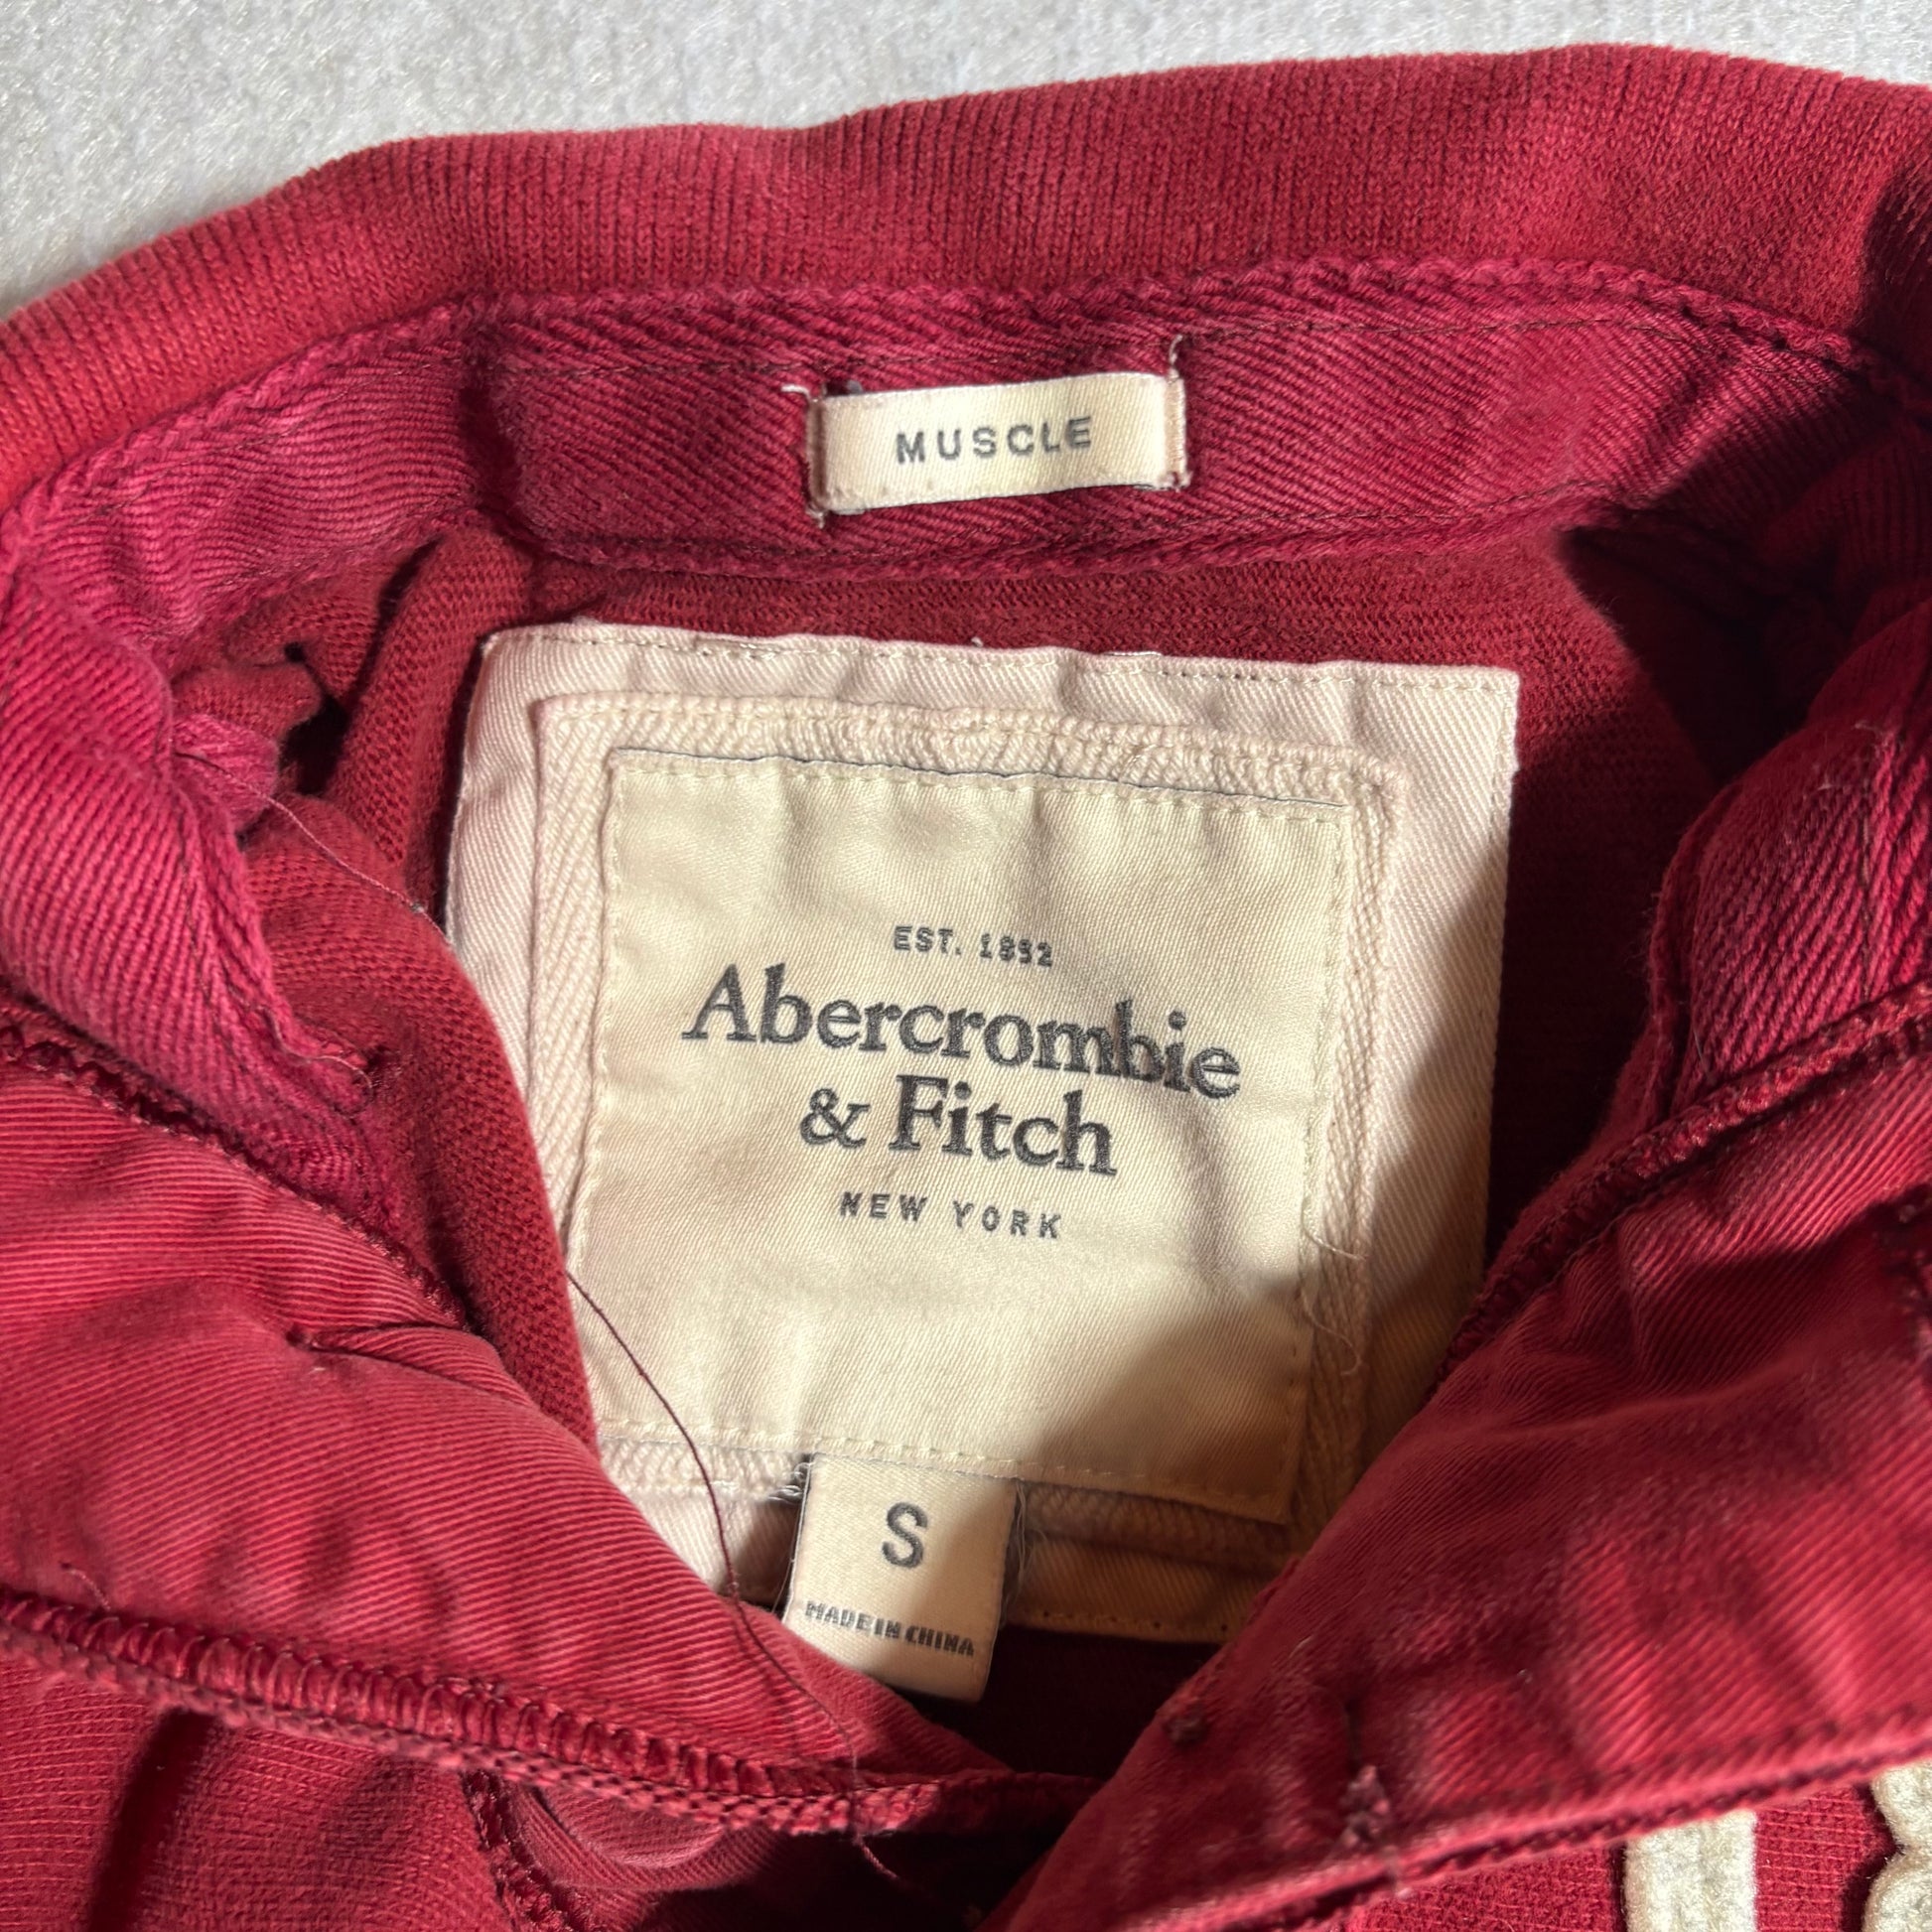 MUSCLE
EST. 1892
Abercrombie
& Fitch
NEW YORK
S
MADE IN CHINA